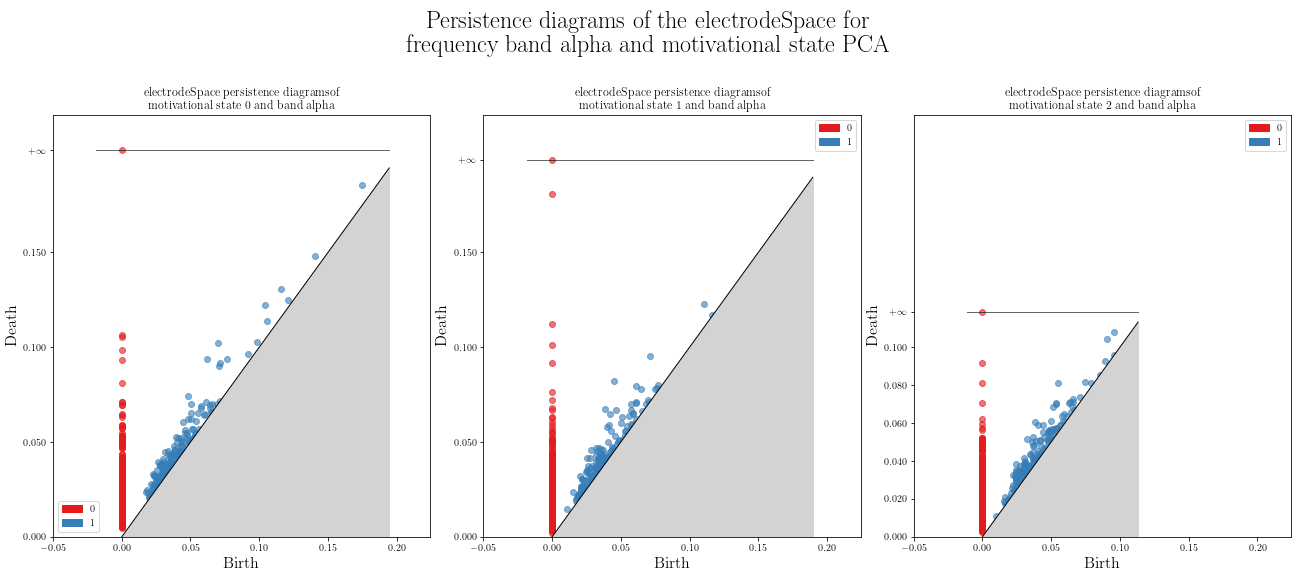 Persistence diagrams of the electrodeSpace for
frequency band alpha and motivational state PCA
electrodeSpace persistence diagramsof
motivational state 0 and band alpha
+∞
0.150
0.100
0.050
0.000
−0.05 0.00 0.05 0.10 0.15 0.20
Death
Birth
0
1
electrodeSpace persistence diagramsof
motivational state 1 and band alpha
+∞
0.150
0.100
0.050
0.000
−0.05 0.00 0.05 0.10 0.15 0.20
Death
Birth
0
1
electrodeSpace persistence diagramsof
motivational state 2 and band alpha
+∞
0.100
0.080
0.060
0.040
0.020
0.000
−0.05 0.00 0.05 0.10 0.15 0.20
Death
Birth
0
1